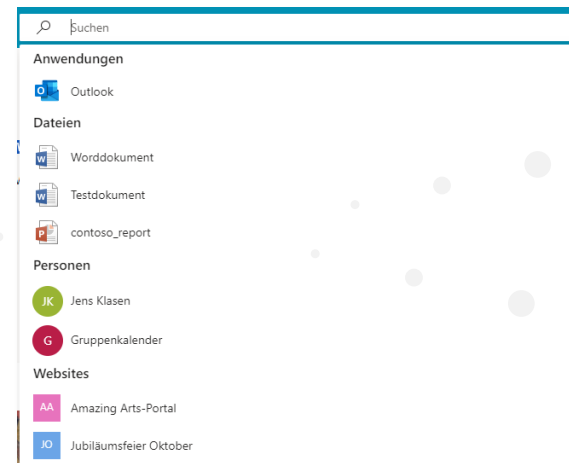 Suchen
Anwendungen
Outlook
Dateien
Worddokument
Testdokument
contoso_report
Personen
JK Jens Klasen
G Gruppenkalender
Websites
AA Amazing Arts-Portal
JO Jubiläumsfeier Oktober